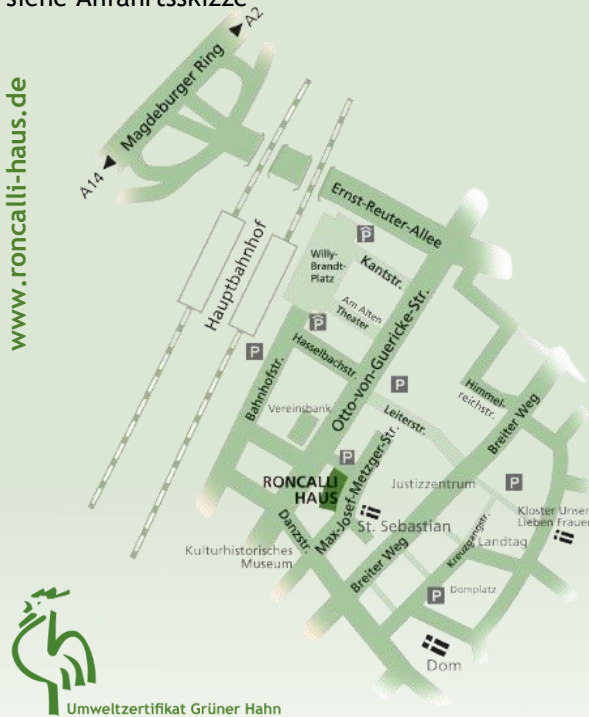 siehe Anfahrtsskizze
A2
Magdeburger Ring
A14
www.roncalli-haus.de
Hauptbahnhof
Ernst-Reuter-Allee
P
Willy-
Brandt-
Platz
Kantstr.
Am Alten
Theater
P
Otto-von-Guericke-Str.
P
Hasselbachstr.
Bahnhofstr.
P
Himmel-
reichstr.
Vereinsbank
Leiterstr.
Breiter Weg
P
RONCALLI
HAUS
Max-Josef-Metzger-Str.
Justizzentrum
P
St. Sebastian
Kloster Unser
Lieben Frauen
Danzstr.
Kreuzgangstr.
Landtag
Kulturhistorisches
Museum
Breiter Weg
P
Domplatz
Dom
Umweltzertifikat Grüner Hahn